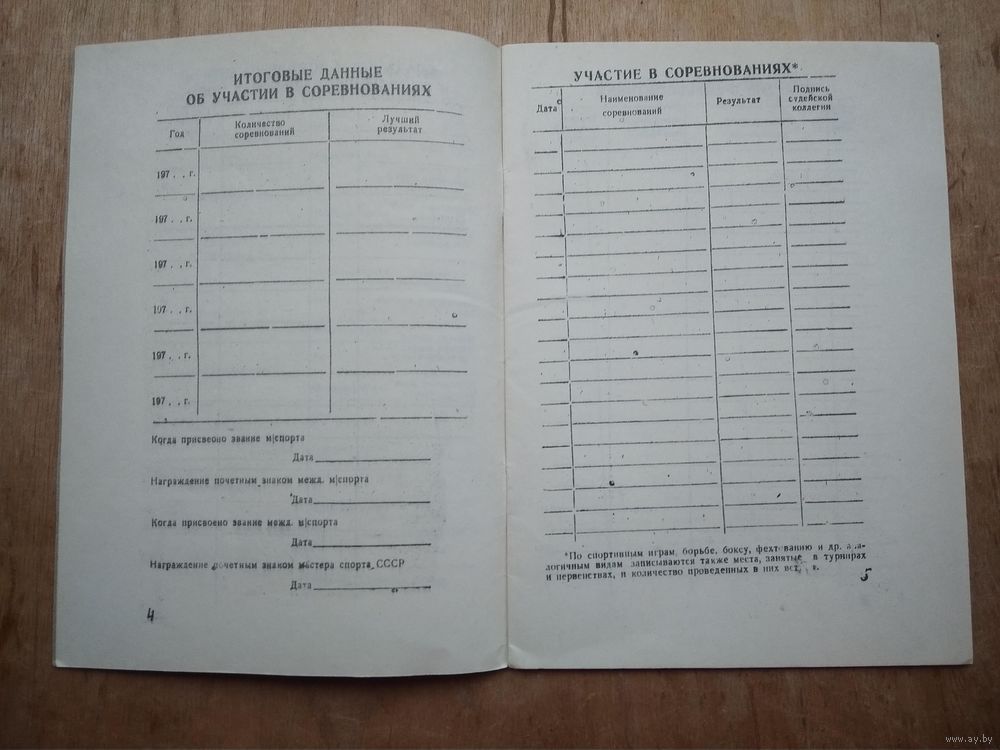 ИТОГОВЫЕ ДАННЫЕ
ОБ УЧАСТИИ В СОРЕВНОВАНИЯХ
Год
Количество
соревнований
Лучший
результат
197 . . г.
197 . . г.
197 . . г.
197 . . г.
197 . . г.
197 . . г.
Когда присвоено звание м|спорта
Дата
Награждение почетным знаком межд. м|спорта
Дата
Когда присвоено звание межд. м|спорта
Дата
Награждение почетным знаком мастера спорта СССР
Дата
4
УЧАСТИЕ В СОРЕВНОВАНИЯХ*
Дата
Наименование
соревнований
Результат
Подпись
судейской
коллегии
*По спортивным играм, борьбе, боксу, фехтованию и др. ана-
логичным видам записываются также места, занятые в турнирах
и первенствах, и количество проведенных в них
5
www.ay.by